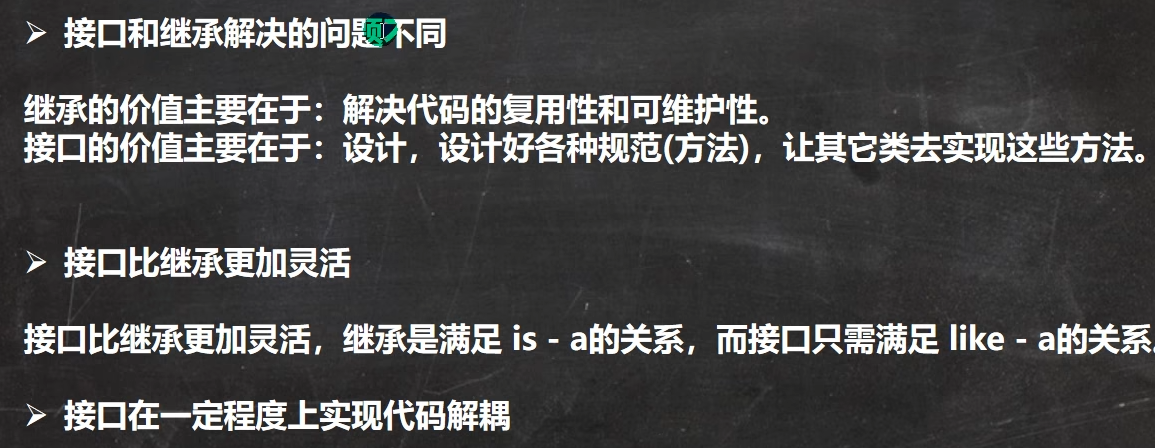 ➢ 接口和继承解决的问题不同
继承的价值主要在于：解决代码的复用性和可维护性。
接口的价值主要在于：设计，设计好各种规范(方法)，让其它类去实现这些方法。
➢ 接口比继承更加灵活
接口比继承更加灵活，继承是满足 is - a的关系，而接口只需满足 like - a的关系。
➢ 接口在一定程度上实现代码解耦